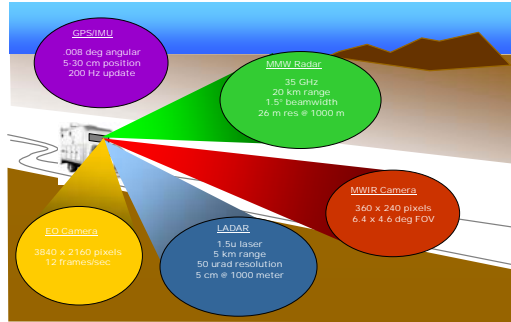 GPS/IMU
.008 deg angular
5-30 cm position
200 Hz update
MMW Radar
35 GHz
20 km range
1.5° beamwidth
26 m res @ 1000 m
MWIR Camera
360 x 240 pixels
6.4 x 4.6 deg FOV
LADAR
1.5u laser
5 km range
50 urad resolution
5 cm @ 1000 meter
EO Camera
3840 x 2160 pixels
12 frames/sec